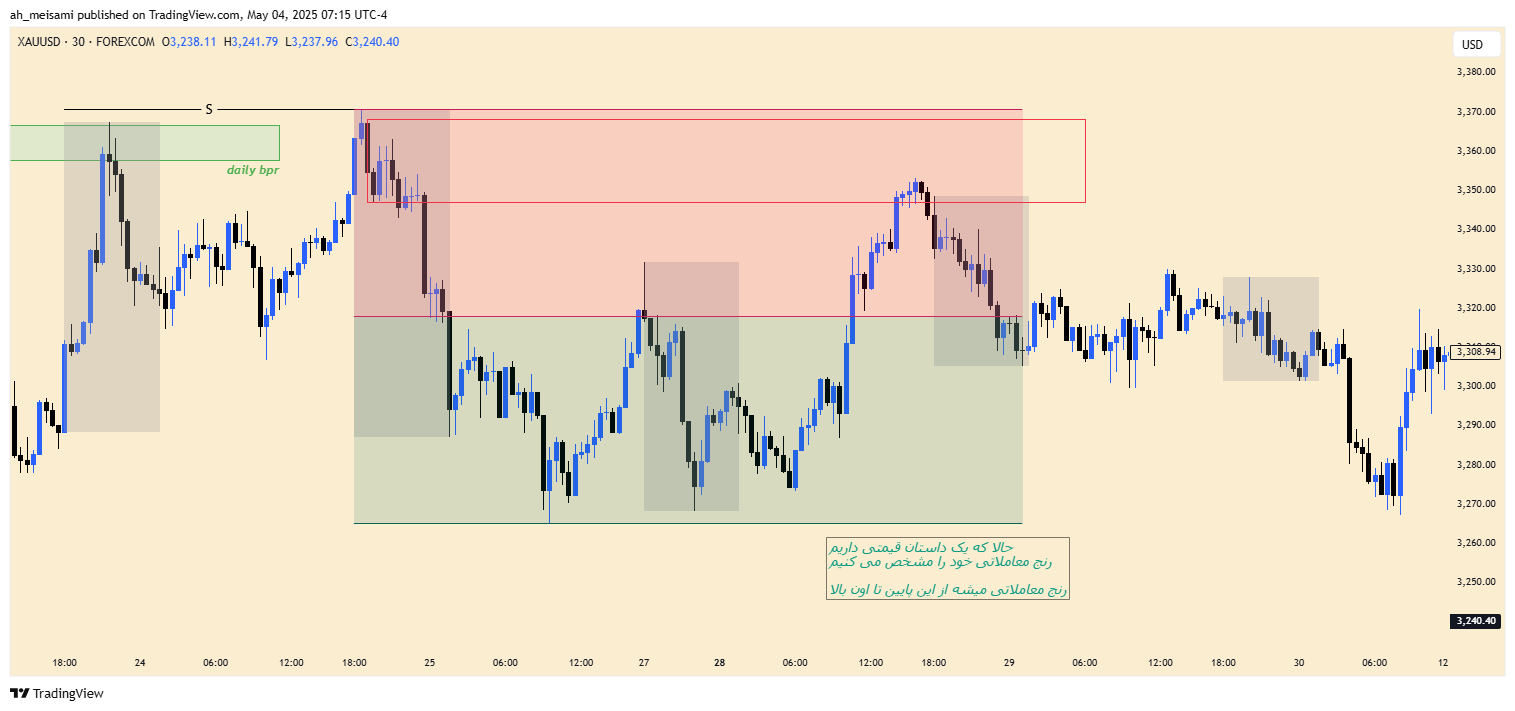 ah_meisami published on TradingView.com, May 04, 2025 07:15 UTC-4
XAUUSD · 30 · FOREXCOM O3,238.11 H3,241.79 L3,237.96 C3,240.40
USD
3,380.00
S
3,370.00
3,360.00
daily bpr
3,350.00
3,340.00
3,330.00
3,320.00
3,308.94
3,300.00
3,290.00
3,280.00
3,270.00
3,260.00
حالا که یک داستان قیمتی داریم
رنج معاملاتی خود را مشخص می کنیم
3,250.00
رنج معاملاتی میشه از این پایین تا اون بالا
3,240.40
18:00 24 06:00 12:00 18:00 25 06:00 12:00 27 28 06:00 12:00 18:00 29 06:00 12:00 18:00 30 06:00 12
TradingView